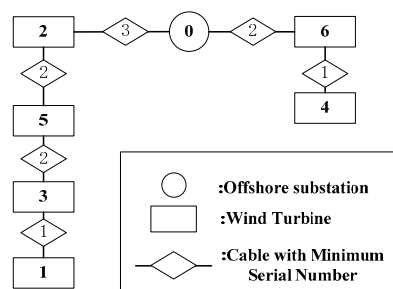 2 3 0 2 6
2 1
5 4
2
3
1
1
:Offshore substation
:Wind Turbine
:Cable with Minimum
Serial Number